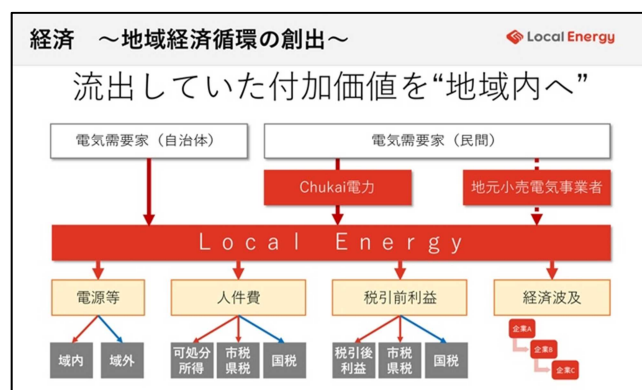 経済　～地域経済循環の創出～
Local Energy
流出していた付加価値を“地域内へ”
電気需要家（自治体）
電気需要家（民間）
Chukai電力
地元小売電気事業者
Local Energy
電源等
人件費
税引前利益
経済波及
域内
域外
可処分
所得
市税
県税
国税
税引後
利益
市税
県税
国税
企業A
企業B
企業C